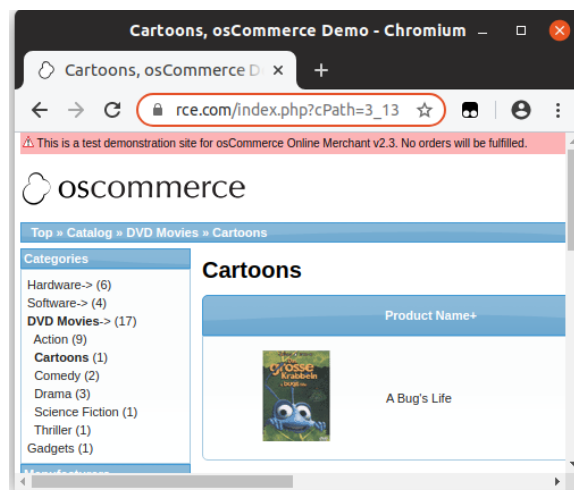 Cartoons, osCommerce Demo - Chromium
Cartoons, osCommerce D
rce.com/index.php?cPath=3_13
This is a test demonstration site for osCommerce Online Merchant v2.3. No orders will be fulfilled.
oscommerce
Top » Catalog » DVD Movies » Cartoons
Categories
Hardware-> (6)
Software-> (4)
DVD Movies-> (17)
Action (9)
Cartoons (1)
Comedy (2)
Drama (3)
Science Fiction (1)
Thriller (1)
Gadgets (1)
Manufacturers
Cartoons
Product Name+
grosse
Krabbeln
A Bug's Life